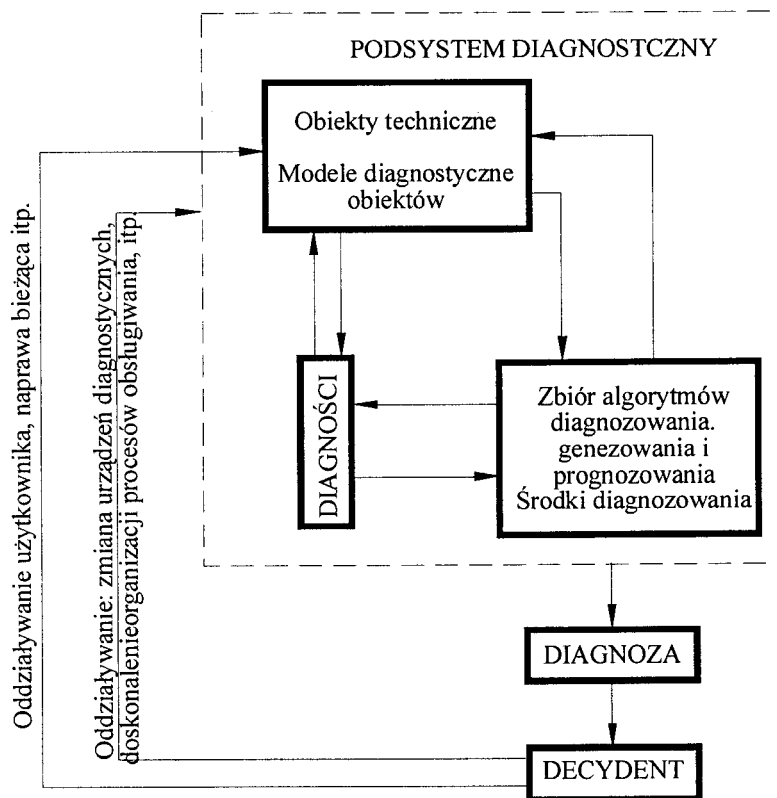 PODSYSTEM DIAGNOSTCZNY
Obiekty techniczne
Modele diagnostyczne
obiektów
DIAGNOŚCI
Zbiór algorytmów
diagnozowania.
genezowania i
prognozowania
Środki diagnozowania
DIAGNOZA
DECYDENT
Oddziaływanie użytkownika, naprawa bieżąca itp.
Oddziaływanie: zmiana urządzeń diagnostycznych,
doskonalenieorganizacji procesów obsługiwania, itp.